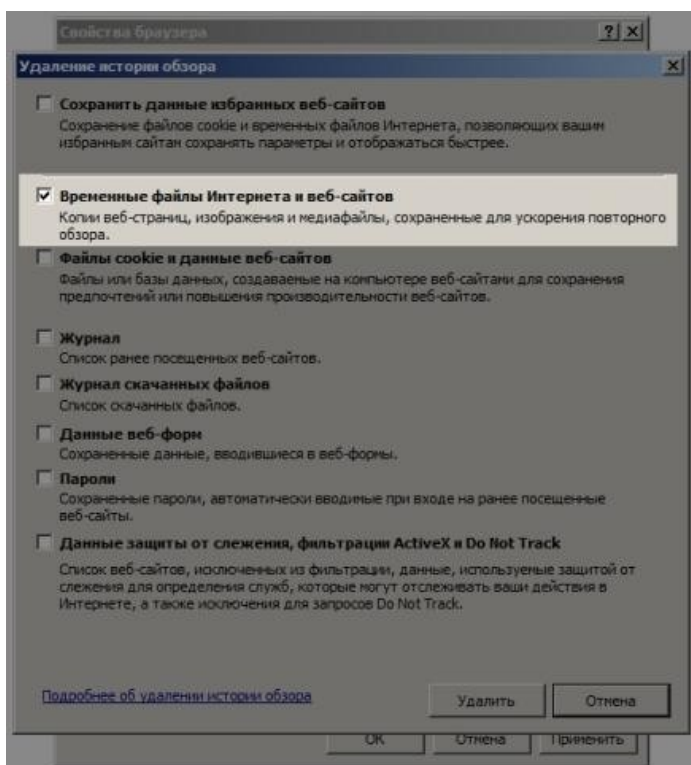 Свойства браузера
Удаление истории обзора
Сохранить данные избранных веб-сайтов
Сохранение файлов cookie и временных файлов Интернета, позволяющих вашим
избранным сайтам сохранять параметры и отображаться быстрее.
Временные файлы Интернета и веб-сайтов
Копии веб-страниц, изображения и медиафайлы, сохраненные для ускорения повторного
обзора.
Файлы cookie и данные веб-сайтов
Файлы или базы данных, создаваемые на компьютере веб-сайтами для сохранения
предпочтений или повышения производительности веб-сайтов.
Журнал
Список ранее посещенных веб-сайтов.
Журнал скачанных файлов
Список скачанных файлов.
Данные веб-форм
Сохраненные данные, вводившиеся в веб-формы.
Пароли
Сохраненные пароли, автоматически вводимые при входе на ранее посещенные
веб-сайты.
Данные защиты от слежения, фильтрации ActiveX и Do Not Track
Список веб-сайтов, исключенных из фильтрации, данные, используемые защитой от
слежения для определения служб, которые могут отслеживать ваши действия в
Интернете, а также исключения для запросов Do Not Track.
Подробнее об удалении истории обзора
Удалить
Отмена
ОК
Отмена
Применить